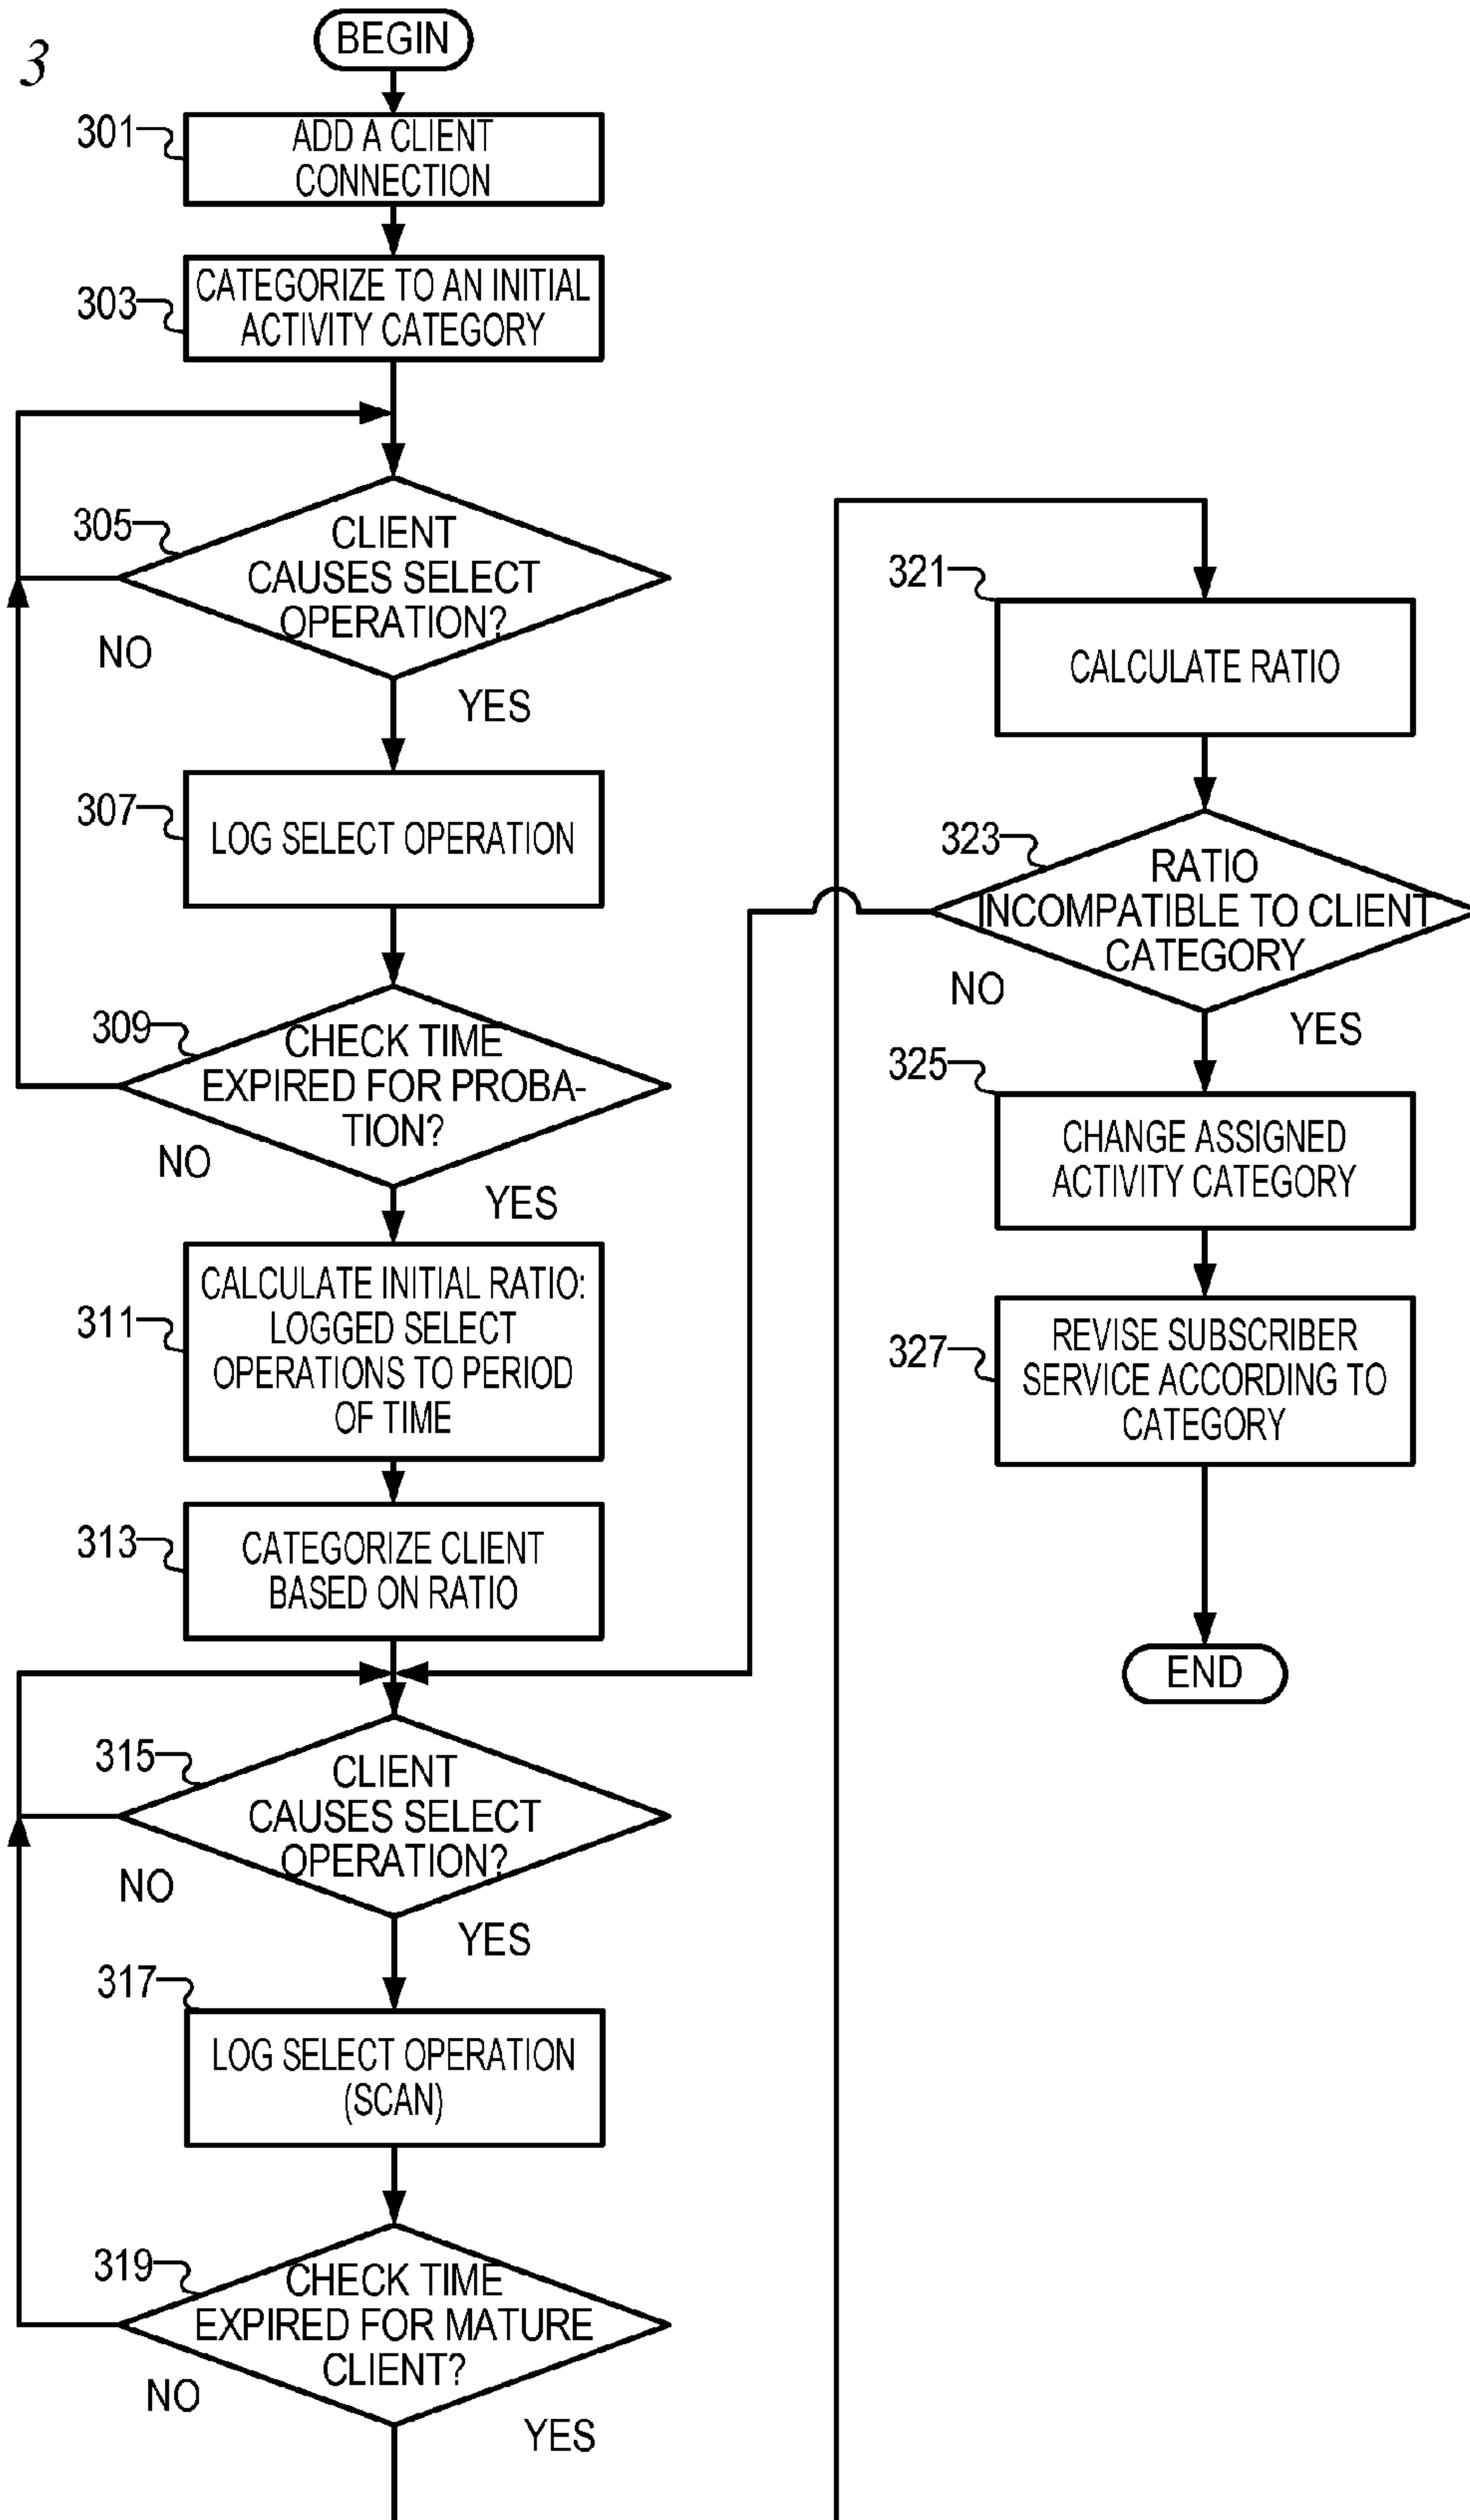 3
BEGIN
301
ADD A CLIENT
CONNECTION
303
CATEGORIZE TO AN INITIAL
ACTIVITY CATEGORY
305
CLIENT
CAUSES SELECT
OPERATION?
NO
YES
307
LOG SELECT OPERATION
309
CHECK TIME
EXPIRED FOR PROBA-
TION?
NO
YES
311
CALCULATE INITIAL RATIO:
LOGGED SELECT
OPERATIONS TO PERIOD
OF TIME
313
CATEGORIZE CLIENT
BASED ON RATIO
315
CLIENT
CAUSES SELECT
OPERATION?
NO
YES
317
LOG SELECT OPERATION
(SCAN)
319
CHECK TIME
EXPIRED FOR MATURE
CLIENT?
NO
YES
321
CALCULATE RATIO
323
RATIO
INCOMPATIBLE TO CLIENT
CATEGORY
NO
YES
325
CHANGE ASSIGNED
ACTIVITY CATEGORY
327
REVISE SUBSCRIBER
SERVICE ACCORDING TO
CATEGORY
END